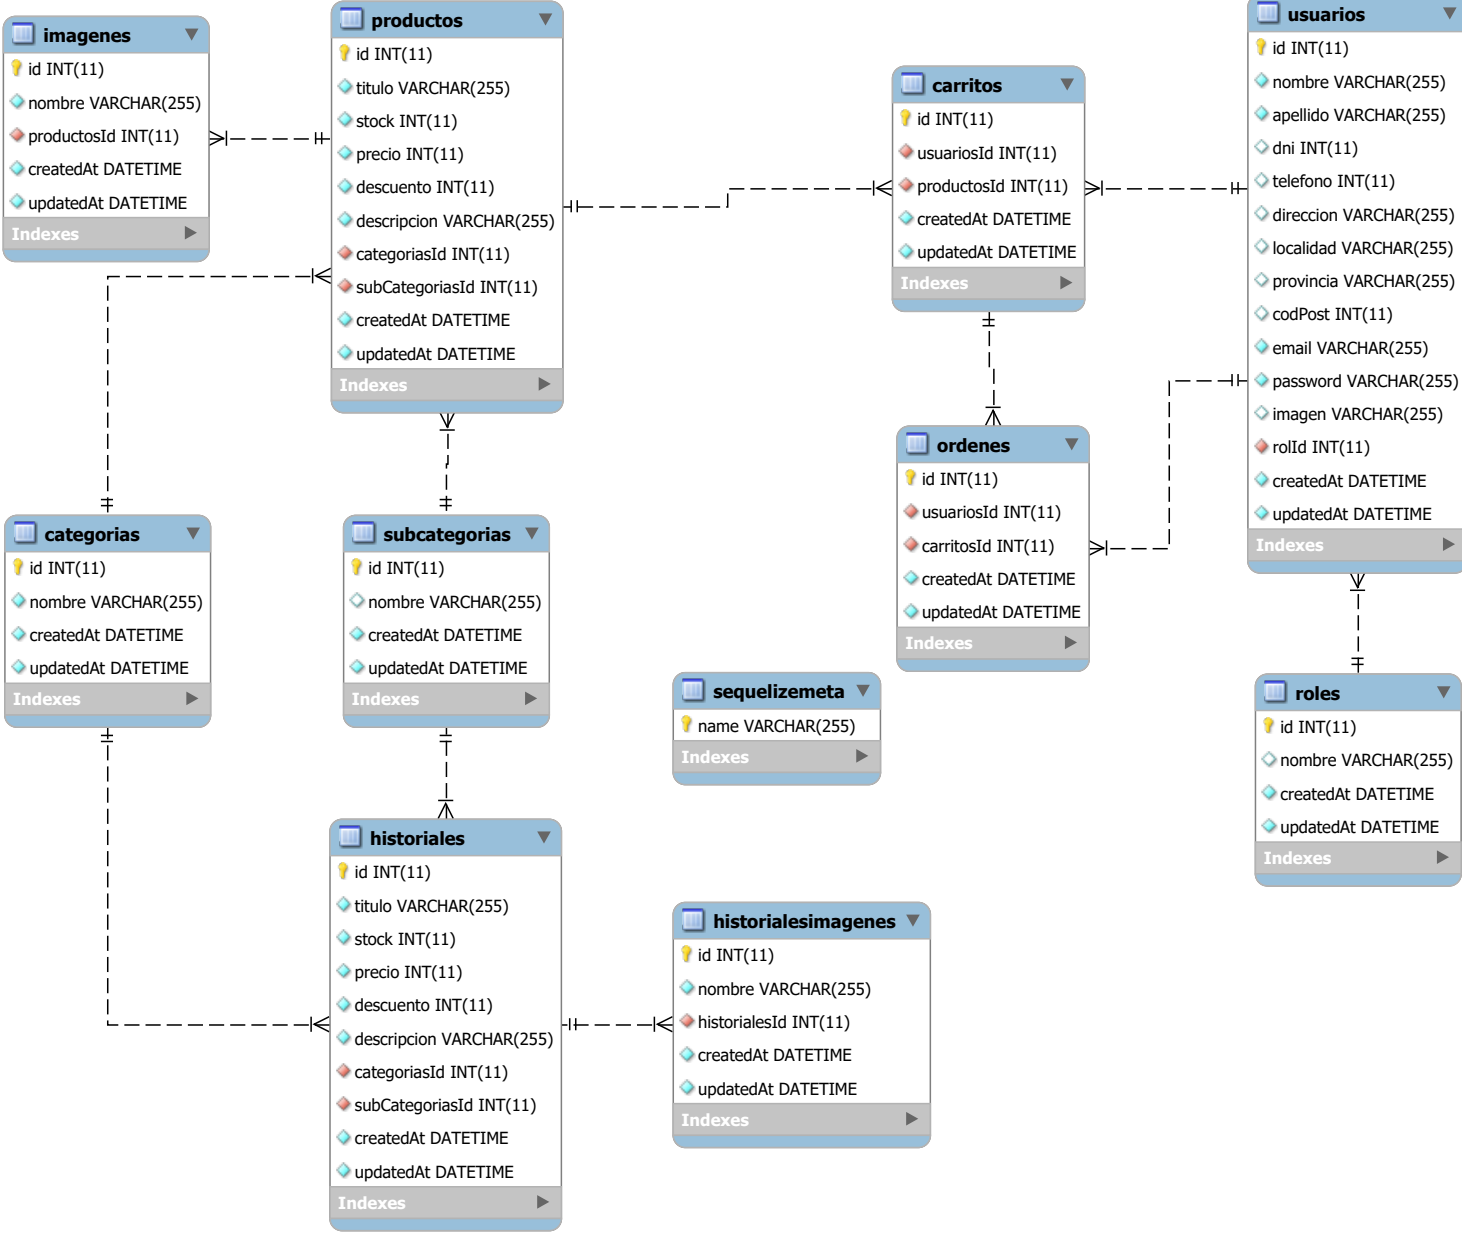 imagenes
id INT(11)
nombre VARCHAR(255)
productosId INT(11)
createdAt DATETIME
updatedAt DATETIME
Indexes
productos
id INT(11)
titulo VARCHAR(255)
stock INT(11)
precio INT(11)
descuento INT(11)
descripcion VARCHAR(255)
categoriasId INT(11)
subCategoriasId INT(11)
createdAt DATETIME
updatedAt DATETIME
Indexes
carritos
id INT(11)
usuariosId INT(11)
productosId INT(11)
createdAt DATETIME
updatedAt DATETIME
Indexes
usuarios
id INT(11)
nombre VARCHAR(255)
apellido VARCHAR(255)
dni INT(11)
telefono INT(11)
direccion VARCHAR(255)
localidad VARCHAR(255)
provincia VARCHAR(255)
codPost INT(11)
email VARCHAR(255)
password VARCHAR(255)
imagen VARCHAR(255)
rolId INT(11)
createdAt DATETIME
updatedAt DATETIME
Indexes
categorias
id INT(11)
nombre VARCHAR(255)
createdAt DATETIME
updatedAt DATETIME
Indexes
subcategorias
id INT(11)
nombre VARCHAR(255)
createdAt DATETIME
updatedAt DATETIME
Indexes
ordenes
id INT(11)
usuariosId INT(11)
carritosId INT(11)
createdAt DATETIME
updatedAt DATETIME
Indexes
sequelizemeta
name VARCHAR(255)
Indexes
roles
id INT(11)
nombre VARCHAR(255)
createdAt DATETIME
updatedAt DATETIME
Indexes
historiales
id INT(11)
titulo VARCHAR(255)
stock INT(11)
precio INT(11)
descuento INT(11)
descripcion VARCHAR(255)
categoriasId INT(11)
subCategoriasId INT(11)
createdAt DATETIME
updatedAt DATETIME
Indexes
historialesimagenes
id INT(11)
nombre VARCHAR(255)
historialesId INT(11)
createdAt DATETIME
updatedAt DATETIME
Indexes